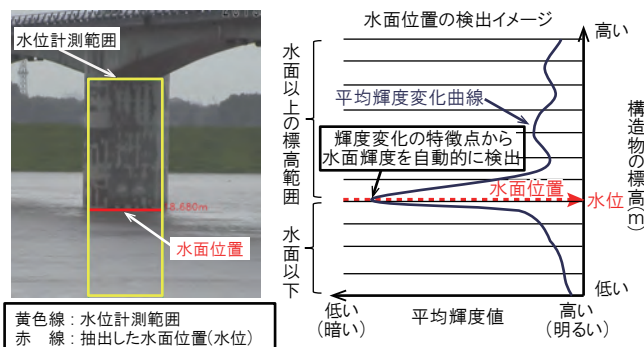 水位計測範囲
8.680m
水面位置
黄色線：水位計測範囲
赤　線：抽出した水面位置(水位)
水面位置の検出イメージ
高い
水面以上の標高範囲
平均輝度変化曲線
輝度変化の特徴点から
水面輝度を自動的に検出
水面位置
水位
構造物の標高(m)
水面以下
低い
低い
(暗い)
平均輝度値
高い
(明るい)